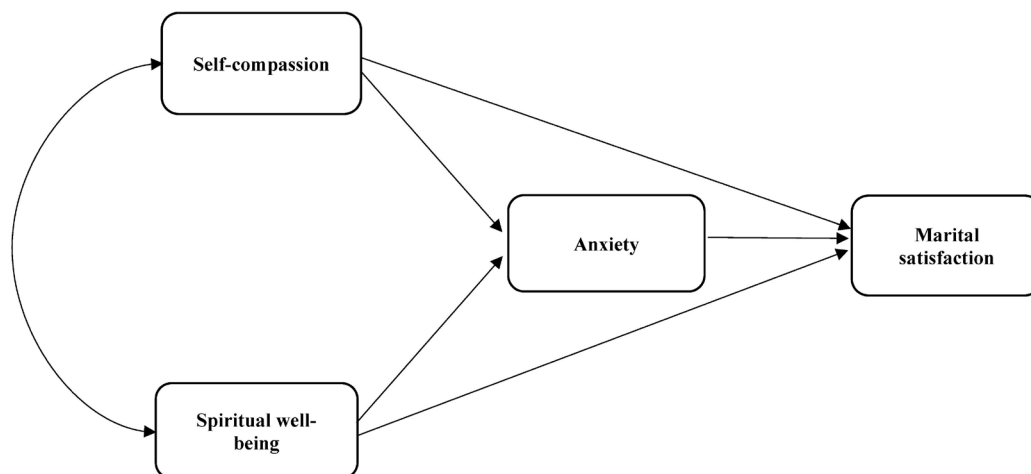 Self-compassion
Anxiety
Marital
satisfaction
Spiritual well-
being